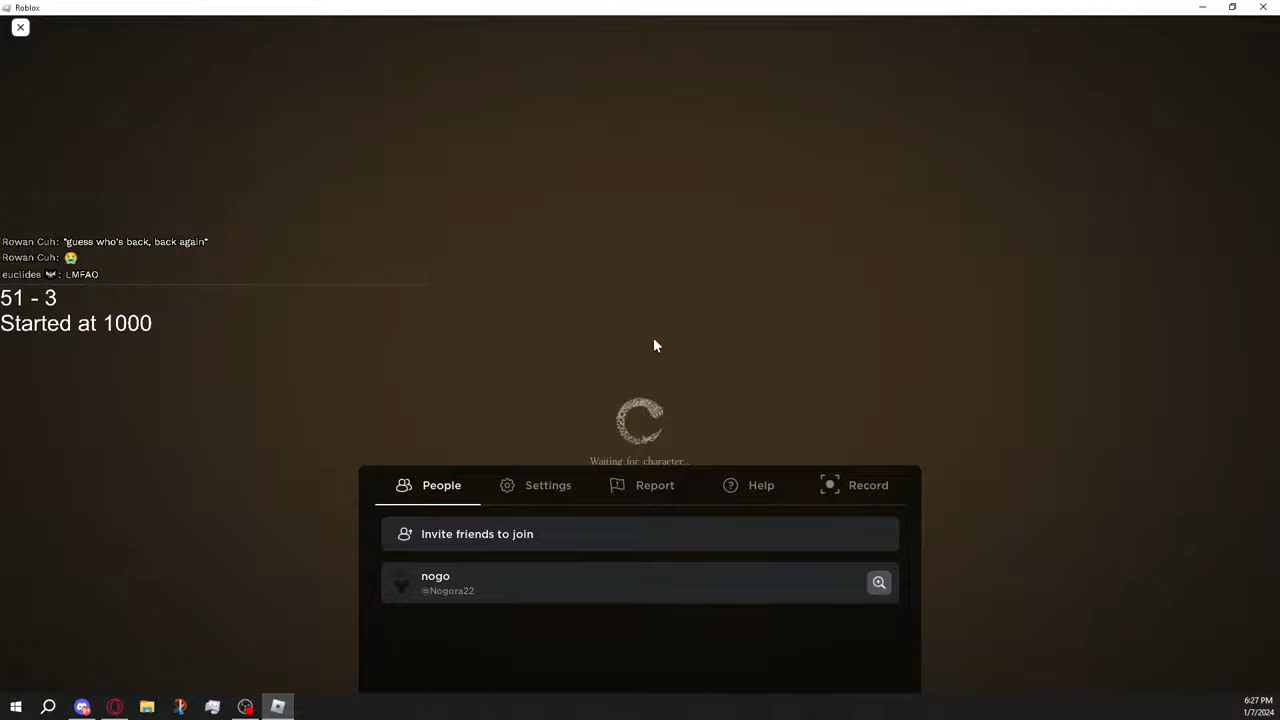 Roblox
Rowan Cuh: "guess who's back, back again"
Rowan Cuh: 😭
euclides : LMFAO
51 - 3
Started at 1000
Waiting for character...
People
Settings
Report
Help
Record
Invite friends to join
nogo
@Nogora22
6:27 PM
1/7/2024